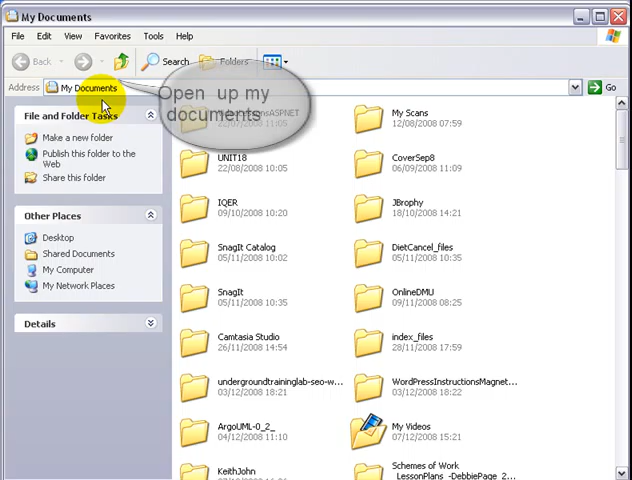 My Documents
File Edit View Favorites Tools Help
Back Search Folders
Address My Documents Go
Open up my
documents
File and Folder Tasks
Make a new folder
Publish this folder to the
Web
Share this folder
Other Places
Desktop
Shared Documents
My Computer
My Network Places
Details
22/07/2008 11:05
My Scans
12/08/2008 07:59
UNIT18
22/08/2008 10:05
CoverSep8
06/09/2008 11:09
IQER
09/10/2008 10:20
JBrophy
18/10/2008 14:21
SnagIt Catalog
05/11/2008 10:02
DietCancel_files
05/11/2008 10:35
SnagIt
05/11/2008 10:35
OnlineDMU
09/11/2008 08:25
Camtasia Studio
26/11/2008 14:54
index_files
28/11/2008 17:59
undergroundtraininglab-seo-w...
03/12/2008 18:21
WordPressInstructionsMagnet...
03/12/2008 18:22
ArgoUML-0_2_
04/12/2008 11:10
My Videos
07/12/2008 15:21
KeithJohn
Schemes of Work
LessonPlans -DebbiePage 2...